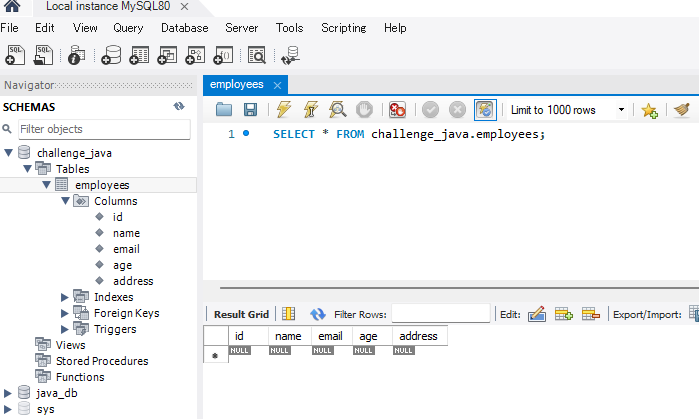 Local instance MySQL80
File Edit View Query Database Server Tools Scripting Help
Navigator
SCHEMAS
Filter objects
challenge_java
Tables
employees
Columns
id
name
email
age
address
Indexes
Foreign Keys
Triggers
Views
Stored Procedures
Functions
java_db
sys
employees
Limit to 1000 rows
1 SELECT * FROM challenge_java.employees;
Result Grid Filter Rows: Edit: Export/Import:
id name email age address
NULL NULL NULL NULL NULL